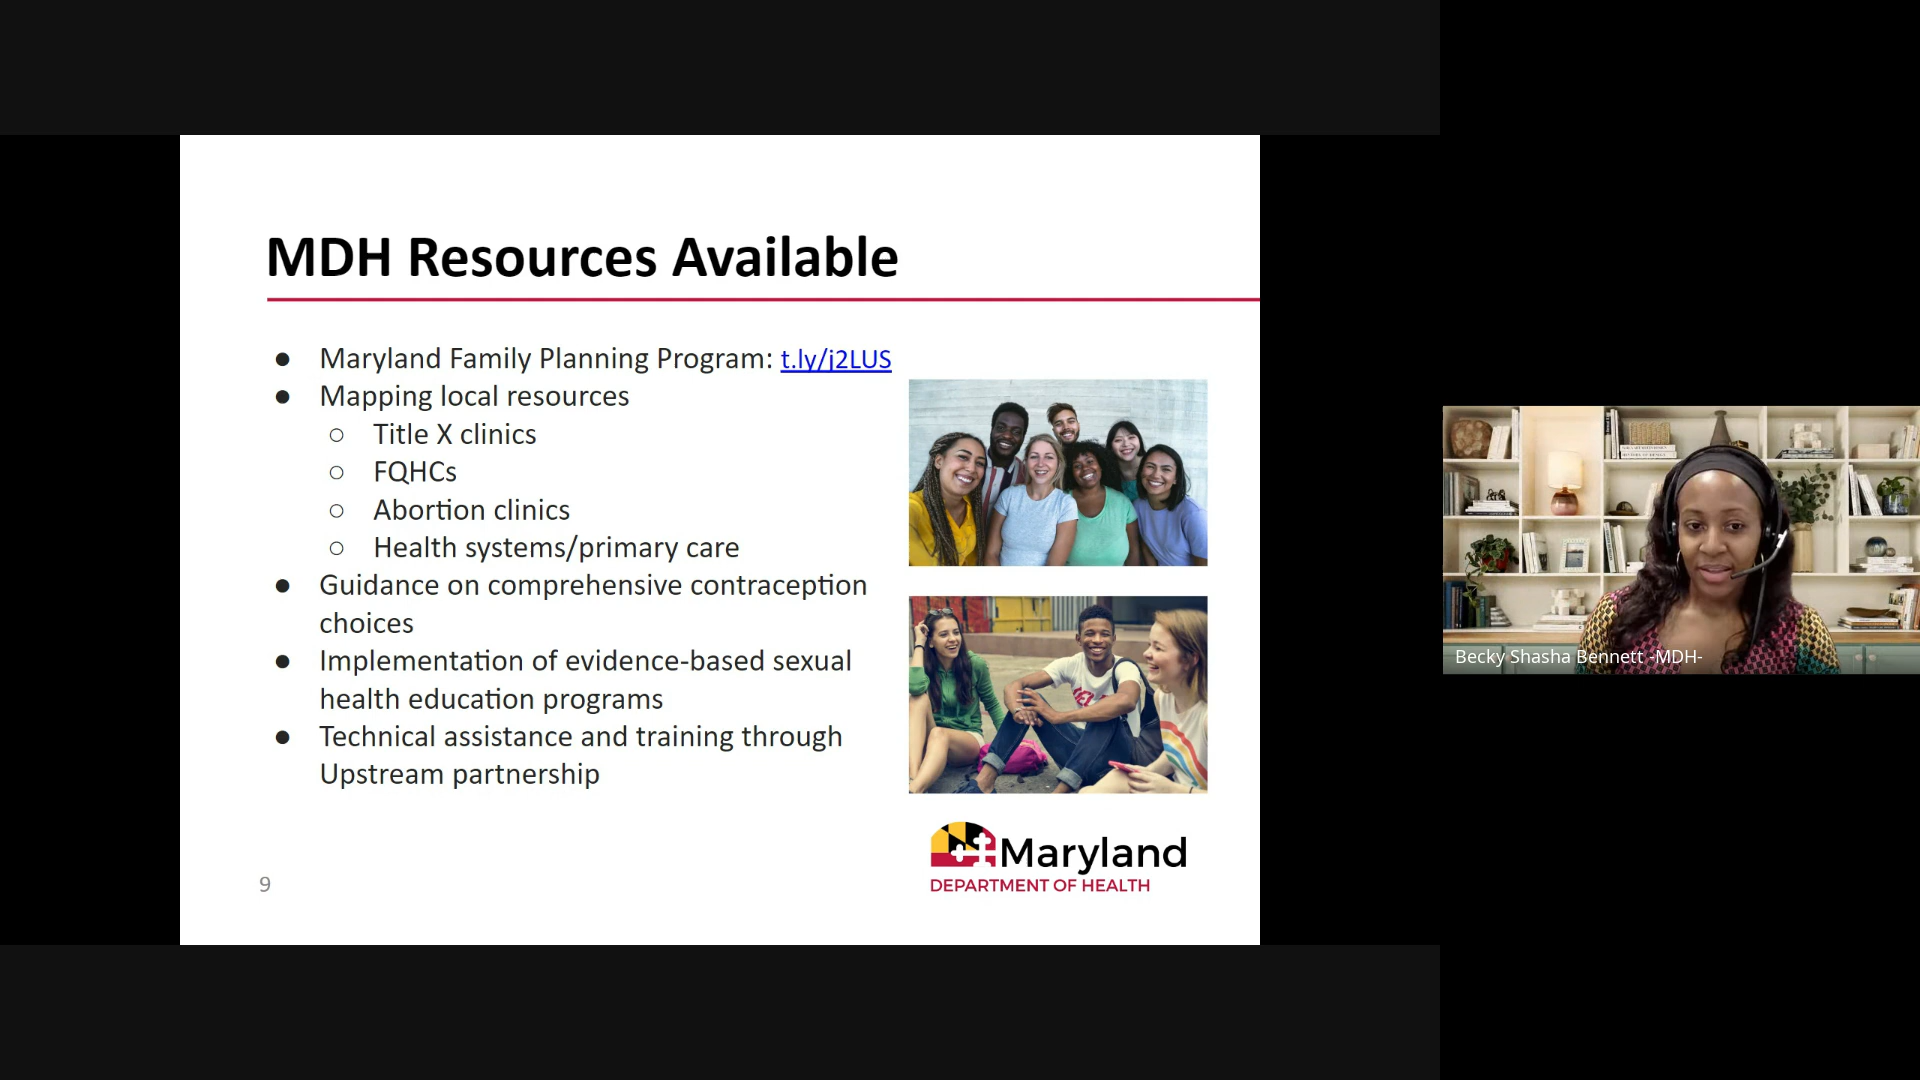 MDH Resources Available
● Maryland Family Planning Program: t.ly/j2LUS
● Mapping local resources
○ Title X clinics
○ FQHCs
○ Abortion clinics
○ Health systems/primary care
● Guidance on comprehensive contraception
choices
● Implementation of evidence-based sexual
health education programs
● Technical assistance and training through
Upstream partnership
Maryland
DEPARTMENT OF HEALTH
9
Becky Shasha Bennett -MDH-